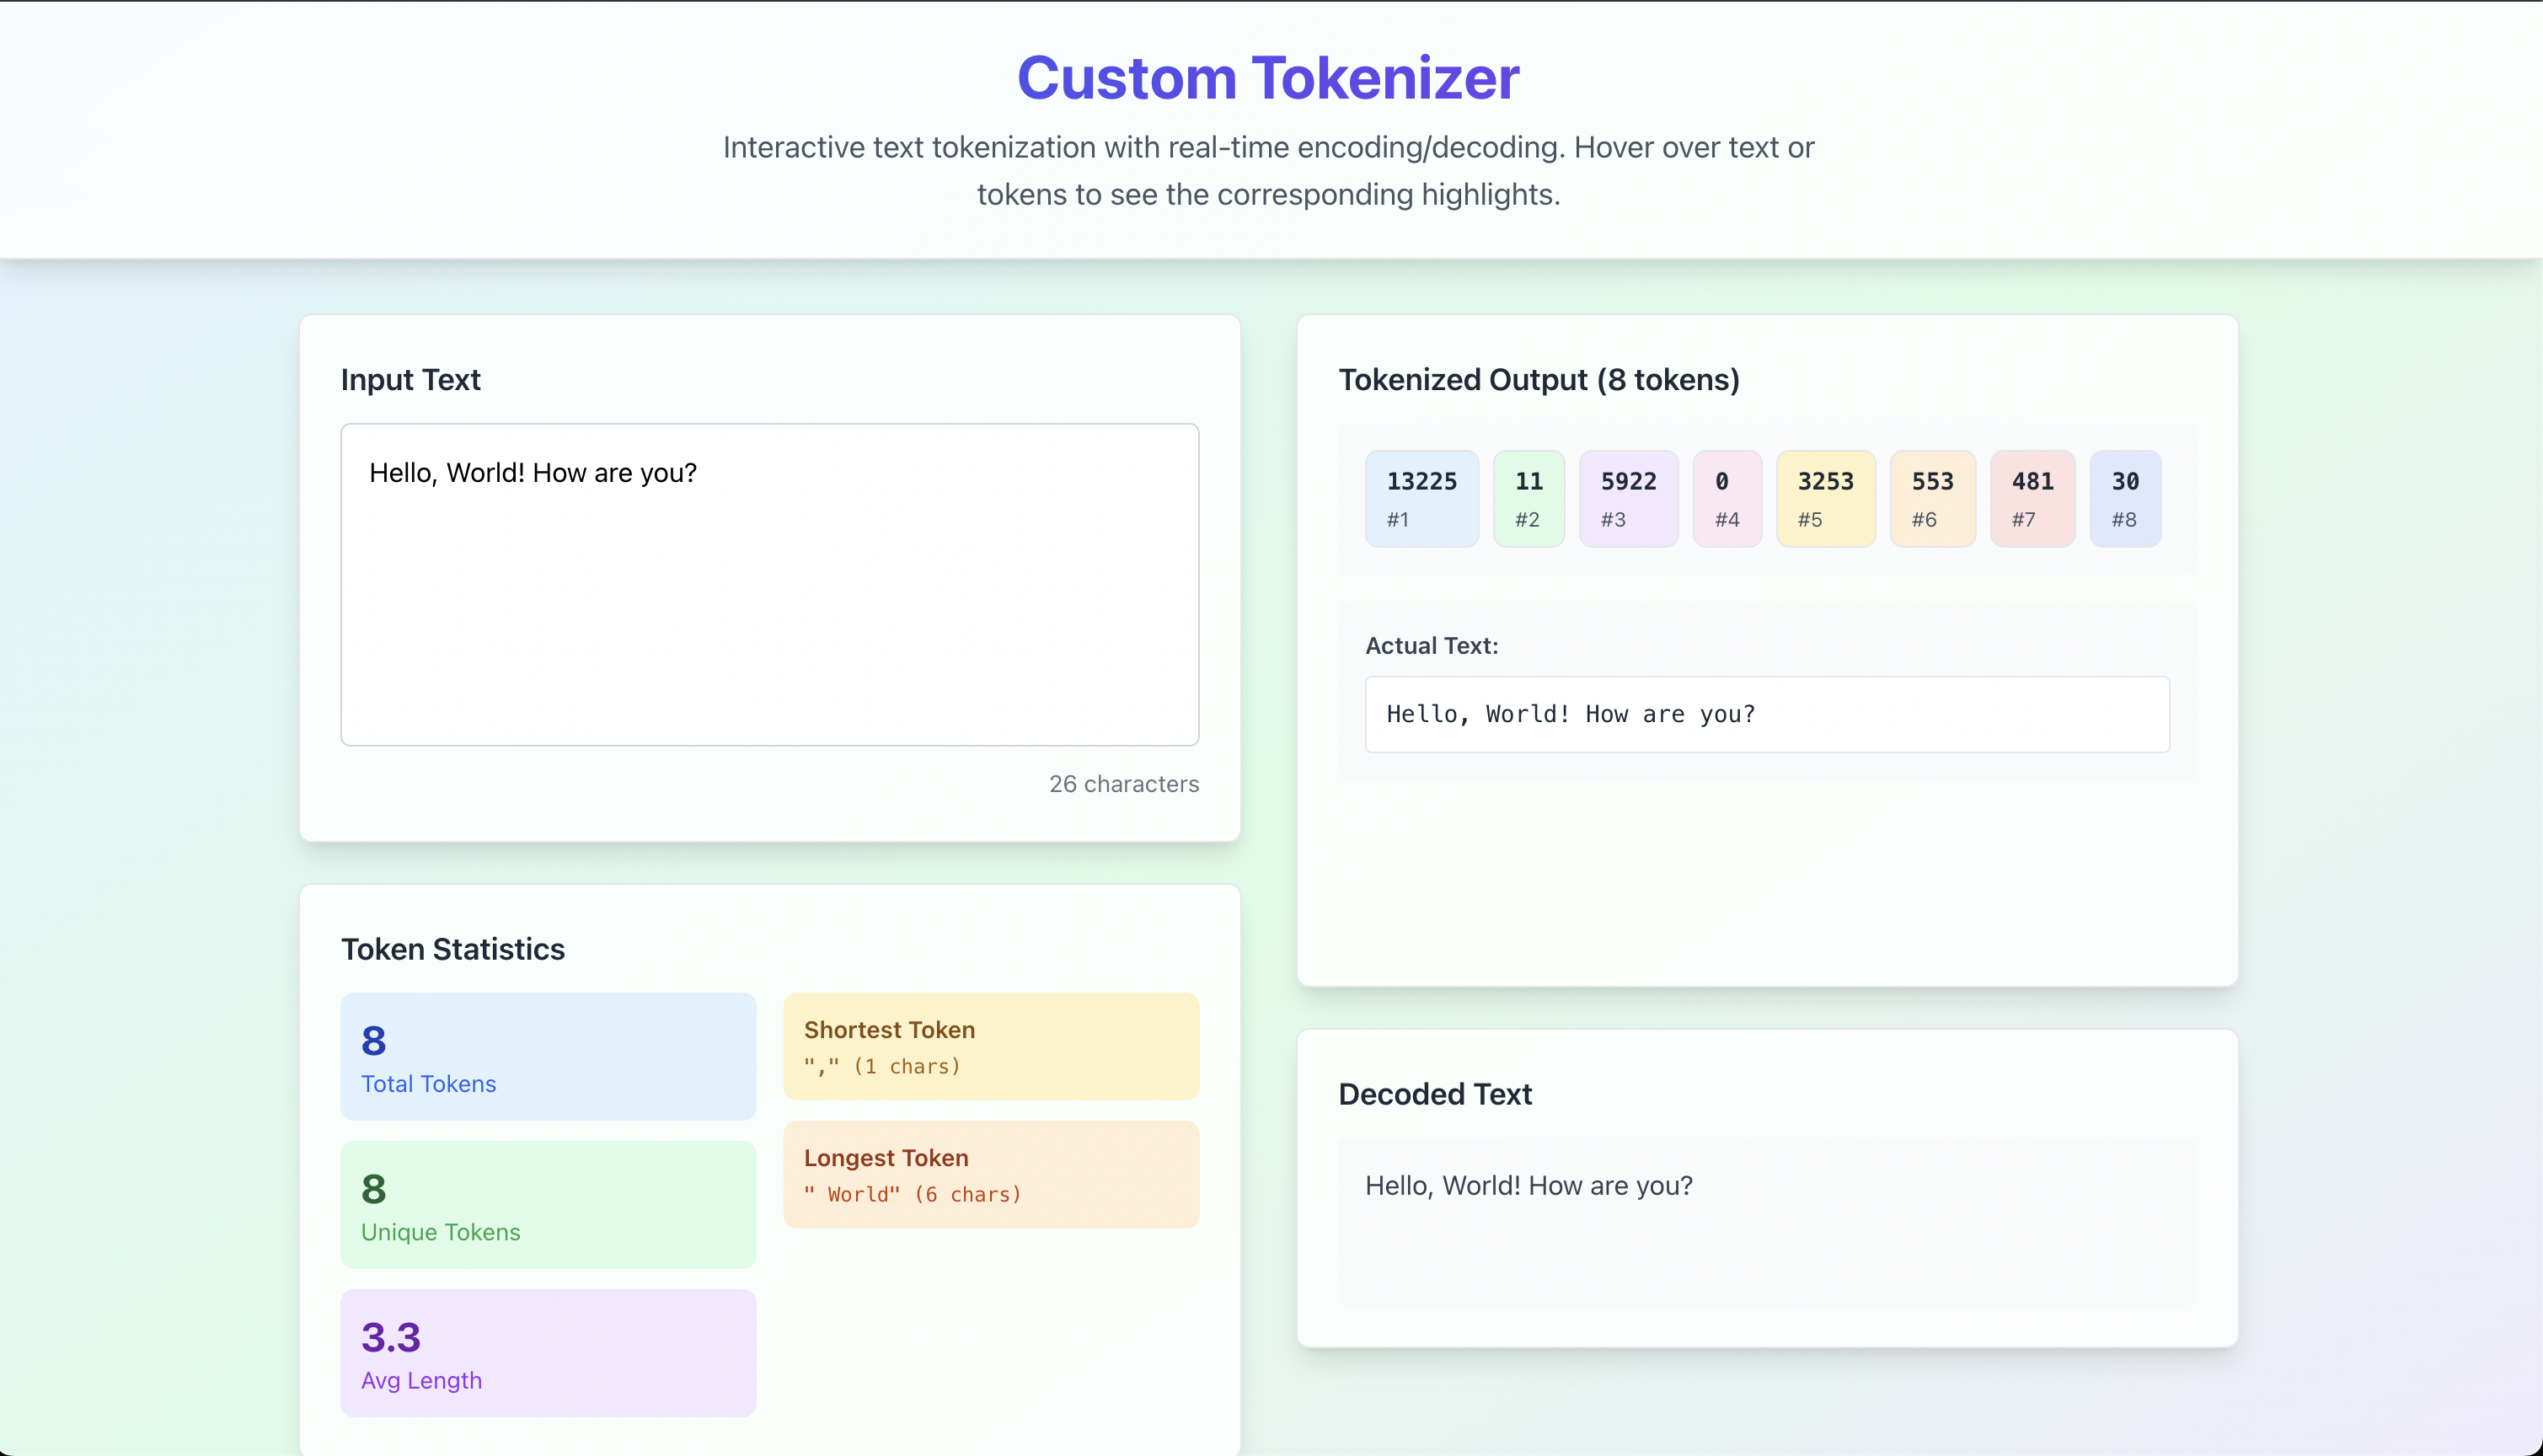 Custom Tokenizer
Interactive text tokenization with real-time encoding/decoding. Hover over text or
tokens to see the corresponding highlights.
Input Text
Hello, World! How are you?
26 characters
Token Statistics
8
Total Tokens
8
Unique Tokens
3.3
Avg Length
Shortest Token
"," (1 chars)
Longest Token
" World" (6 chars)
Tokenized Output (8 tokens)
13225 11 5922 0 3253 553 481 30
#1 #2 #3 #4 #5 #6 #7 #8
Actual Text:
Hello, World! How are you?
Decoded Text
Hello, World! How are you?